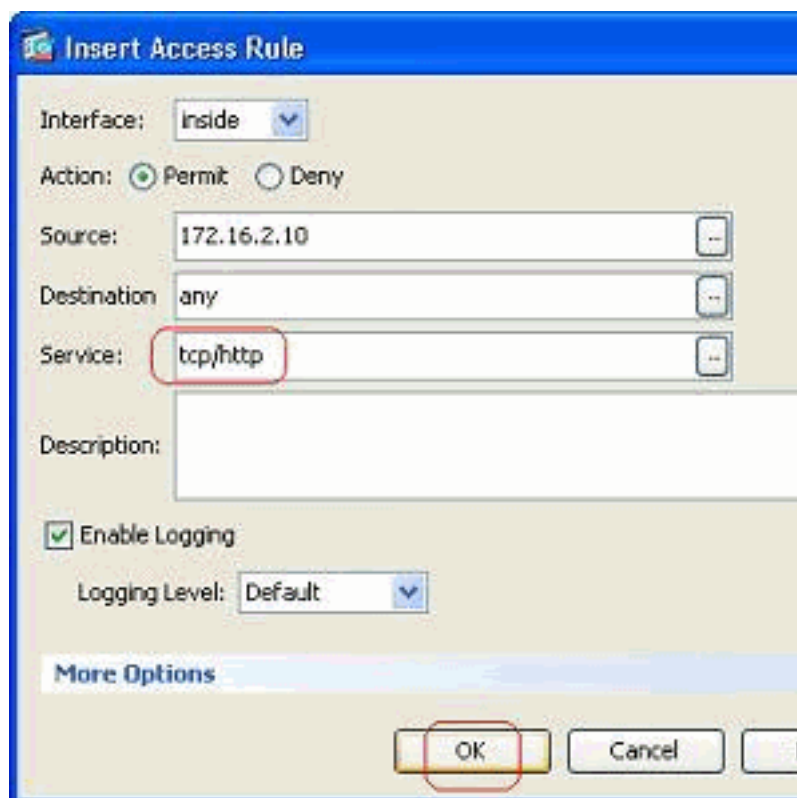 Insert Access Rule
Interface: inside
Action: Permit Deny
Source: 172.16.2.10 ...
Destination any ...
Service: tcp/http ...
Description:
Enable Logging
Logging Level: Default
More Options
OK Cancel